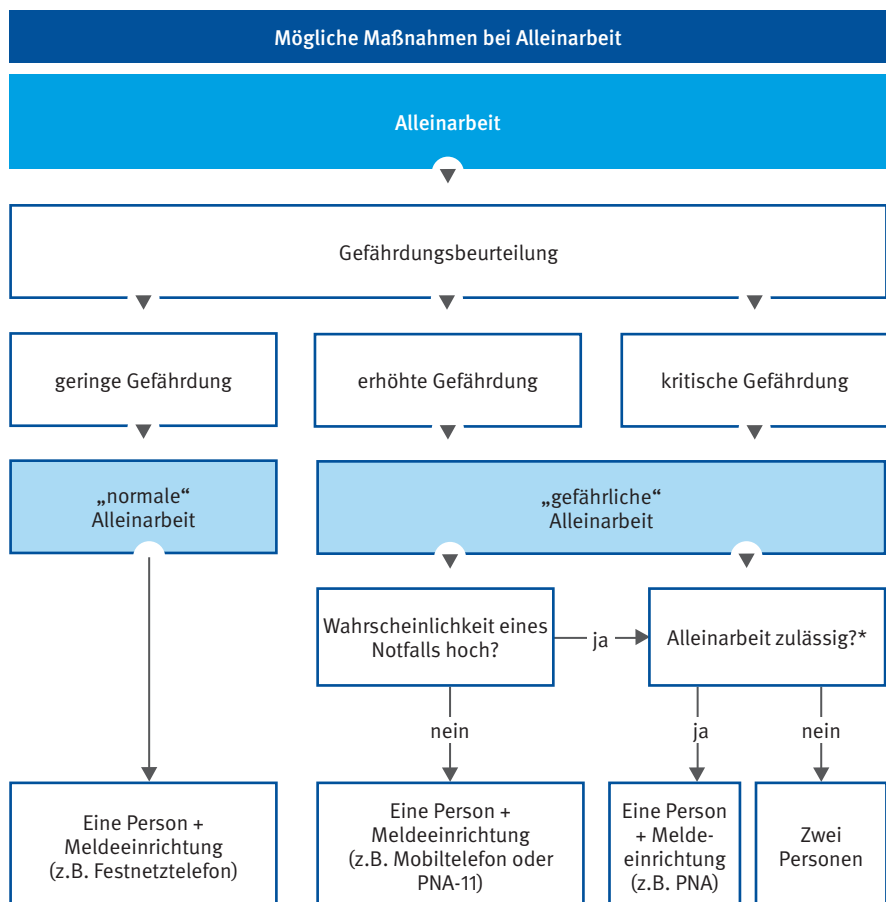 Mögliche Maßnahmen bei Alleinarbeit
Alleinarbeit
Gefährdungsbeurteilung
geringe Gefährdung
erhöhte Gefährdung
kritische Gefährdung
„normale“
Alleinarbeit
„gefährliche“
Alleinarbeit
Wahrscheinlichkeit eines
Notfalls hoch?
ja
Alleinarbeit zulässig?*
nein
ja
nein
Eine Person +
Meldeeinrichtung
(z.B. Festnetztelefon)
Eine Person +
Meldeeinrichtung
(z.B. Mobiltelefon oder
PNA-11)
Eine Person
+ Melde-
einrichtung
(z.B. PNA)
Zwei
Personen